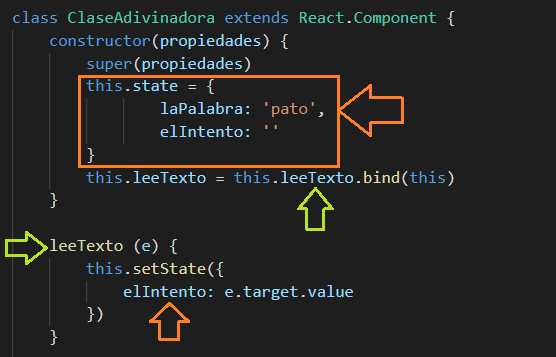 class ClaseAdivinadora extends React.Component {
constructor(propiedades) {
super(propiedades)
this.state = {
laPalabra: 'pato',
elIntento: ''
}
this.leeTexto = this.leeTexto.bind(this)
}
leeTexto (e) {
this.setState({
elIntento: e.target.value
})
}